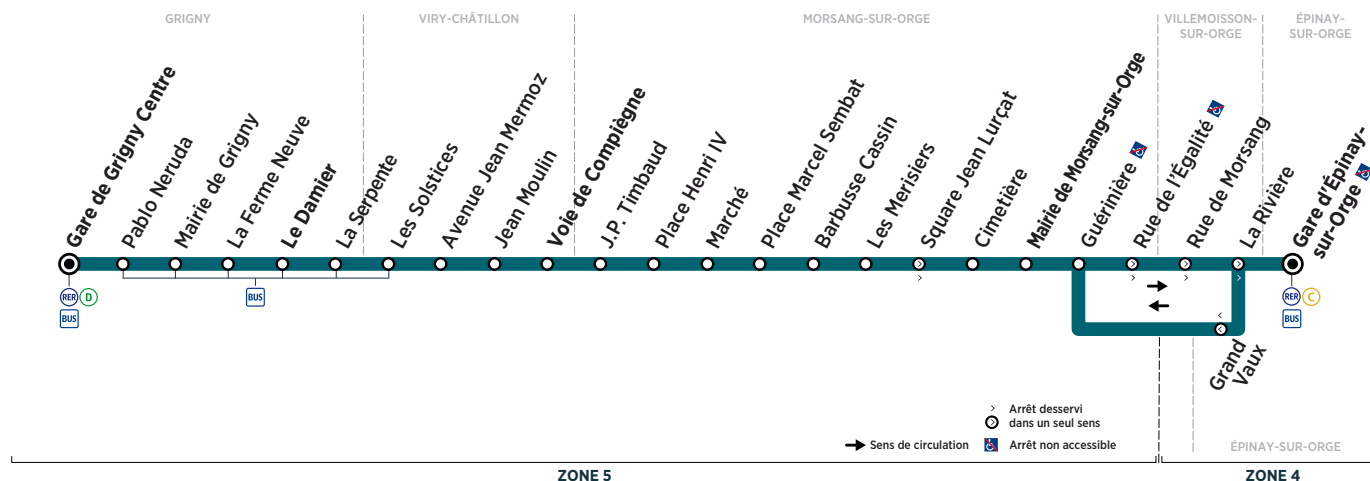 GRIGNY
VIRY-CHÂTILLON
MORSANG-SUR-ORGE
VILLEMOISSON-
SUR-ORGE
ÉPINAY-
SUR-ORGE
Gare de Grigny Centre
Pablo Neruda
Mairie de Grigny
La Ferme Neuve
Le Damier
La Serpente
Les Solstices
Avenue Jean Mermoz
Jean Moulin
Voie de Compiègne
J.P. Timbaud
Place Henri IV
Marché
Place Marcel Sembat
Barbusse Cassin
Les Merisiers
Square Jean Lurçat
Cimetière
Mairie de Morsang-sur-Orge
Guérinière
Rue de l'Égalité
Rue de Morsang
La Rivière
Gare d'Épinay-
sur-Orge
RER D
BUS
BUS
RER C
BUS
Grand
Vaux
Arrêt desservi
dans un seul sens
Sens de circulation
Arrêt non accessible
ÉPINAY-SUR-ORGE
ZONE 5
ZONE 4